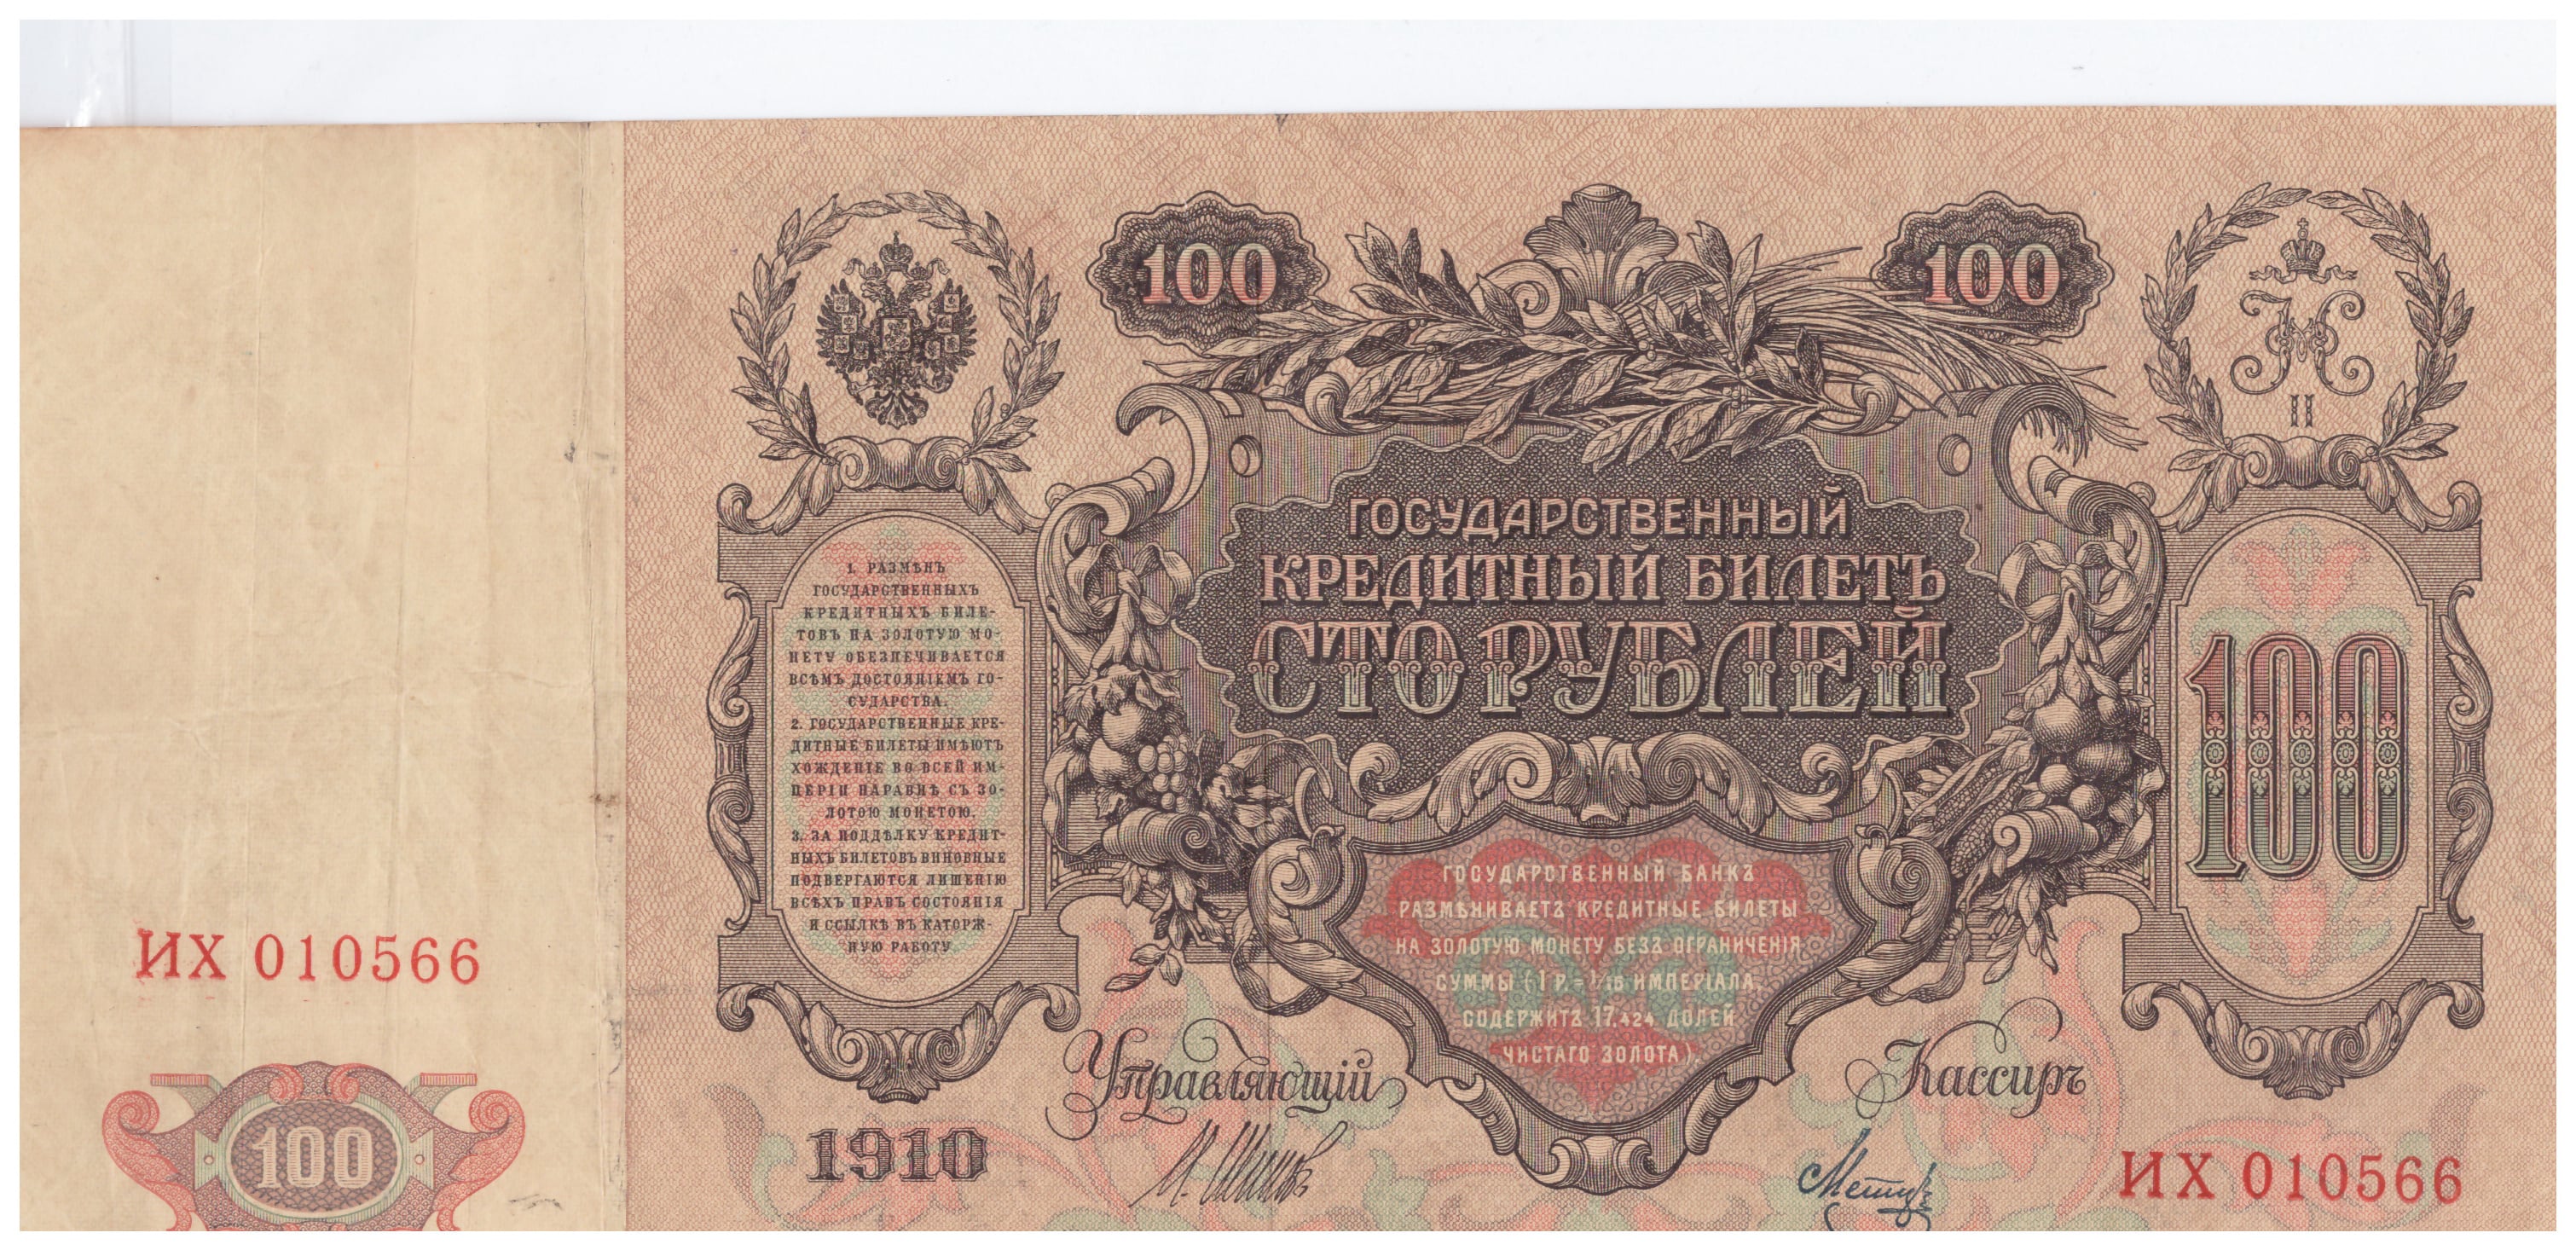 100
100
II
ГОСУДАРСТВЕННЫЙ
КРЕДИТНЫЙ БИЛЕТЪ
СТО РУБЛЕЙ
1. РАЗМѢНЪ
ГОСУДАРСТВЕННЫХЪ
КРЕДИТНЫХЪ БИЛЕ-
ТОВЪ НА ЗОЛОТУЮ МО-
НЕТУ ОБЕЗПЕЧИВАЕТСЯ
ВСѢМЪ ДОСТОЯНІЕМЪ ГО-
СУДАРСТВА.
2. ГОСУДАРСТВЕННЫЕ КРЕ-
ДИТНЫЕ БИЛЕТЫ ИМѢЮТЪ
ХОЖДЕНІЕ ВО ВСЕЙ ИМ-
ПЕРІИ НАРАВНѢ СЪ ЗО-
ЛОТОЮ МОНЕТОЮ.
3. ЗА ПОДДѢЛКУ КРЕДИТ-
НЫХЪ БИЛЕТОВЪ ВИНОВНЫЕ
ПОДВЕРГАЮТСЯ ЛИШЕНІЮ
ВСѢХЪ ПРАВЪ СОСТОЯНІЯ
И ССЫЛКѢ ВЪ КАТОРЖ-
НУЮ РАБОТУ
100
ГОСУДАРСТВЕННЫЙ БАНКЪ
РАЗМѢНИВАЕТЪ КРЕДИТНЫЕ БИЛЕТЫ
НА ЗОЛОТУЮ МОНЕТУ БЕЗЪ ОГРАНИЧЕНІЯ
СУММЫ (1 Р. = 1/15 ИМПЕРІАЛА,
СОДЕРЖИТЪ 17,424 ДОЛЕЙ
ЧИСТАГО ЗОЛОТА).
ИХ 010566
100
Управляющій
Кассиръ
1910
ИХ 010566